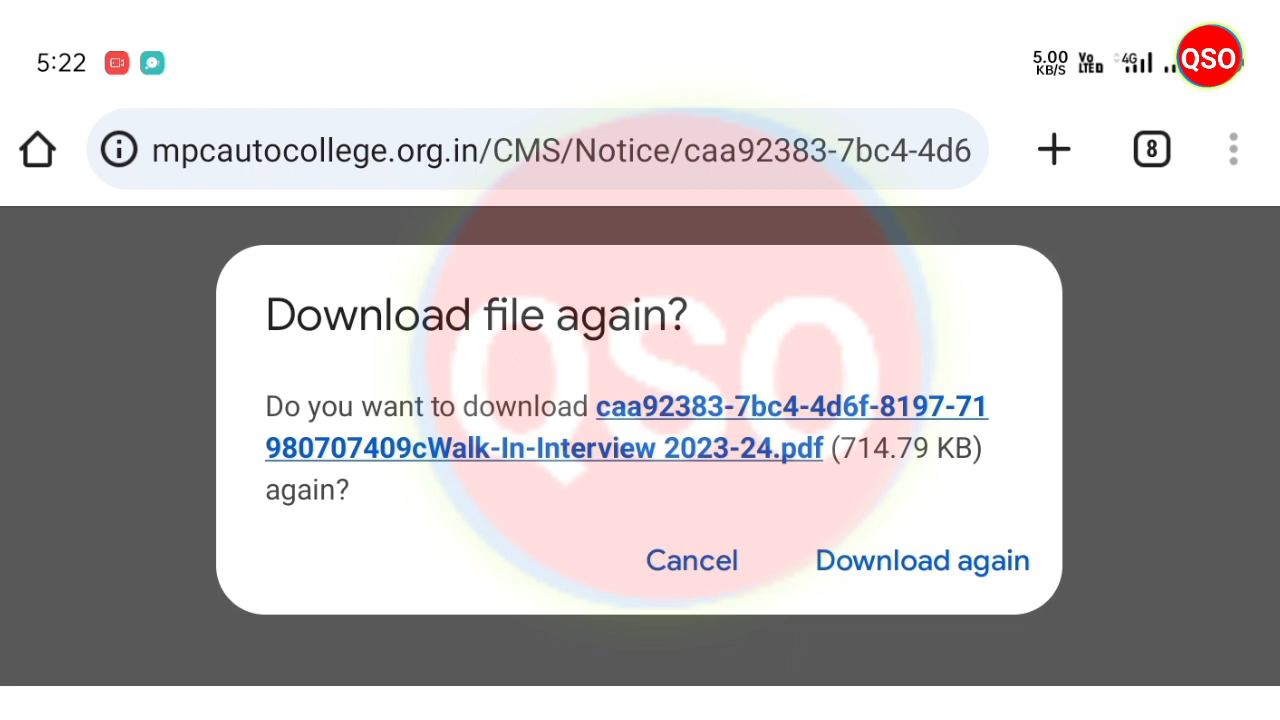 5:22
5.00 KB/S VoLTED 4G QSO
mpcautocollege.org.in/CMS/Notice/caa92383-7bc4-4d6
8
Download file again?
Do you want to download caa92383-7bc4-4d6f-8197-71
980707409cWalk-In-Interview 2023-24.pdf (714.79 KB)
again?
QSO
Cancel Download again